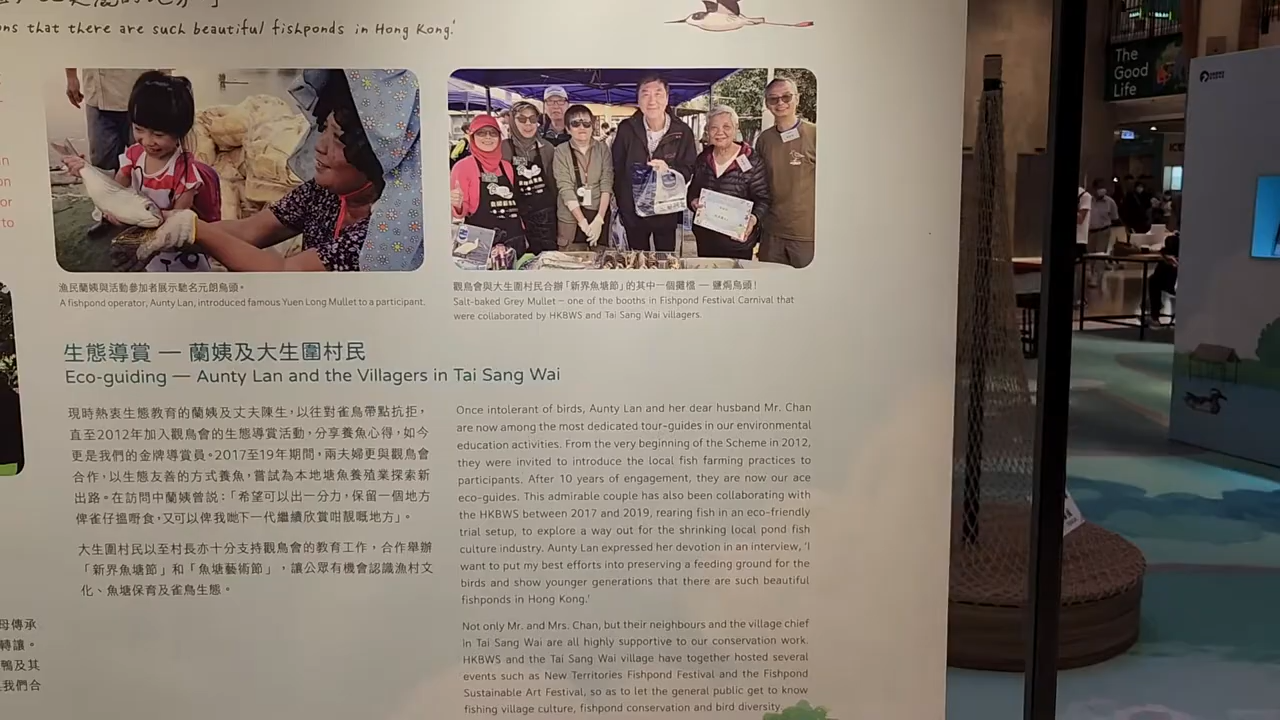 ns that there are such beautiful fishponds in Hong Kong.'
The
Good
Life
n
on
or
to
漁民蘭姨與活動參加者展示馳名元朗烏頭。
A fishpond operator, Aunty Lan, introduced famous Yuen Long Mullet to a participant.
觀鳥會與大生圍村民合辦「新界魚塘節」的其中一個攤檔 — 鹽焗烏頭！
Salt-baked Grey Mullet – one of the booths in Fishpond Festival Carnival that
were collaborated by HKBWS and Tai Sang Wai villagers.
生態導賞 — 蘭姨及大生圍村民
Eco-guiding — Aunty Lan and the Villagers in Tai Sang Wai
現時熱衷生態教育的蘭姨及丈夫陳生，以往對雀鳥帶點抗拒，
直至2012年加入觀鳥會的生態導賞活動，分享養魚心得，如今
更是我們的金牌導賞員。2017至19年期間，兩夫婦更與觀鳥會
合作，以生態友善的方式養魚，嘗試為本地塘魚養殖業探索新
出路。在訪問中蘭姨曾説：「希望可以出一分力，保留一個地方
俾雀仔搵嘢食，又可以俾我哋下一代繼續欣賞咁靚嘅地方」。
大生圍村民以至村長亦十分支持觀鳥會的教育工作，合作舉辦
「新界魚塘節」和「魚塘藝術節」，讓公眾有機會認識漁村文
化、魚塘保育及雀鳥生態。
Once intolerant of birds, Aunty Lan and her dear husband Mr. Chan
are now among the most dedicated tour-guides in our environmental
education activities. From the very beginning of the Scheme in 2012,
they were invited to introduce the local fish farming practices to
participants. After 10 years of engagement, they are now our ace
eco-guides. This admirable couple has also been collaborating with
the HKBWS between 2017 and 2019, rearing fish in an eco-friendly
trial setup, to explore a way out for the shrinking local pond fish
culture industry. Aunty Lan expressed her devotion in an interview, 'I
want to put my best efforts into preserving a feeding ground for the
birds and show younger generations that there are such beautiful
fishponds in Hong Kong.'
Not only Mr. and Mrs. Chan, but their neighbours and the village chief
in Tai Sang Wai are all highly supportive to our conservation work.
HKBWS and the Tai Sang Wai village have together hosted several
events such as New Territories Fishpond Festival and the Fishpond
Sustainable Art Festival, so as to let the general public get to know
fishing village culture, fishpond conservation and bird diversity
母傳承
轉讓。
鴨及其
我們合